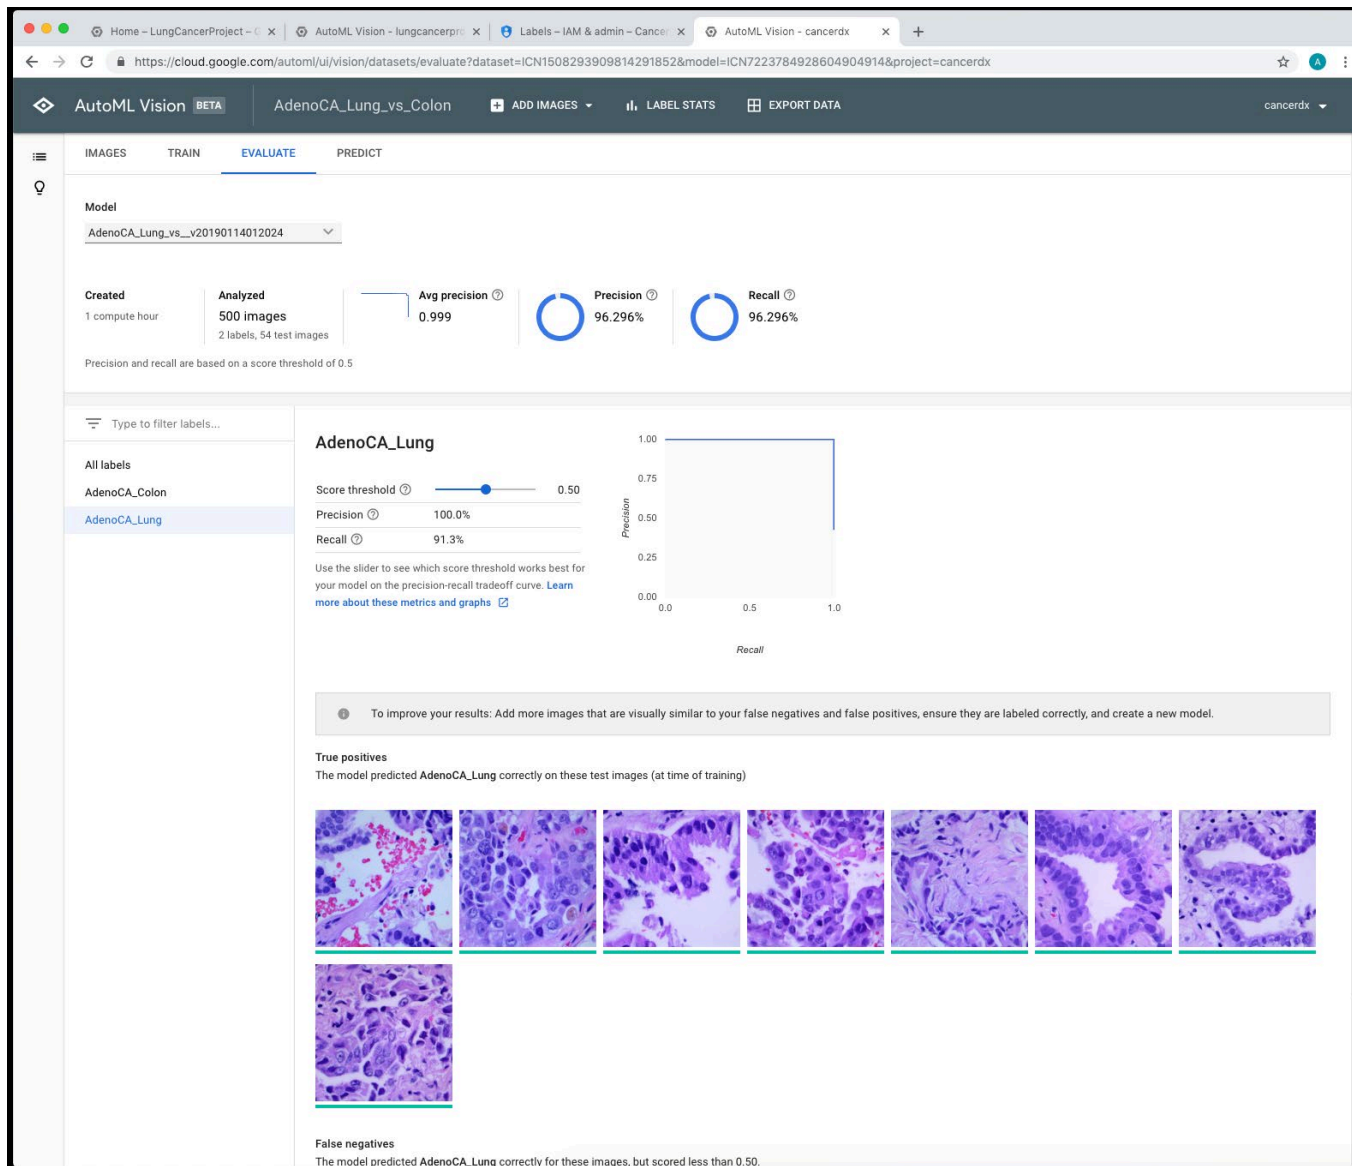 Home – LungCancerProject – G
AutoML Vision - lungcancerpro
Labels – IAM & admin – Cancer
AutoML Vision - cancerdx
https://cloud.google.com/automl/ui/vision/datasets/evaluate?dataset=ICN1508293909814291852&model=ICN7223784928604904914&project=cancerdx
A
AutoML Vision BETA AdenoCA_Lung_vs_Colon ADD IMAGES LABEL STATS EXPORT DATA cancerdx
IMAGES TRAIN EVALUATE PREDICT
Model
AdenoCA_Lung_vs__v20190114012024
Created
1 compute hour
Analyzed
500 images
2 labels, 54 test images
Avg precision
0.999
Precision
96.296%
Recall
96.296%
Precision and recall are based on a score threshold of 0.5
Type to filter labels...
All labels
AdenoCA_Colon
AdenoCA_Lung
AdenoCA_Lung
Score threshold 0.50
Precision 100.0%
Recall 91.3%
Use the slider to see which score threshold works best for
your model on the precision-recall tradeoff curve. Learn
more about these metrics and graphs
1.00
0.75
0.50
0.25
0.00
Precision
0.0 0.5 1.0
Recall
To improve your results: Add more images that are visually similar to your false negatives and false positives, ensure they are labeled correctly, and create a new model.
True positives
The model predicted AdenoCA_Lung correctly on these test images (at time of training)
False negatives
The model predicted AdenoCA_Lung correctly for these images, but scored less than 0.50.